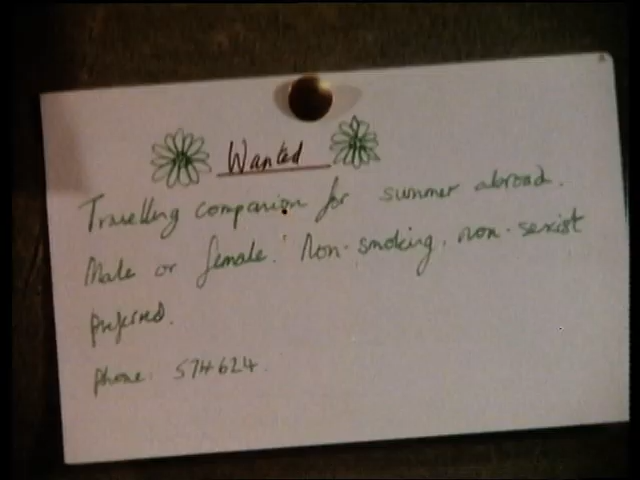 Wanted
Travelling companion for summer abroad.
Male or female. Non-smoking, non-sexist
preferred.
phone: 574624.